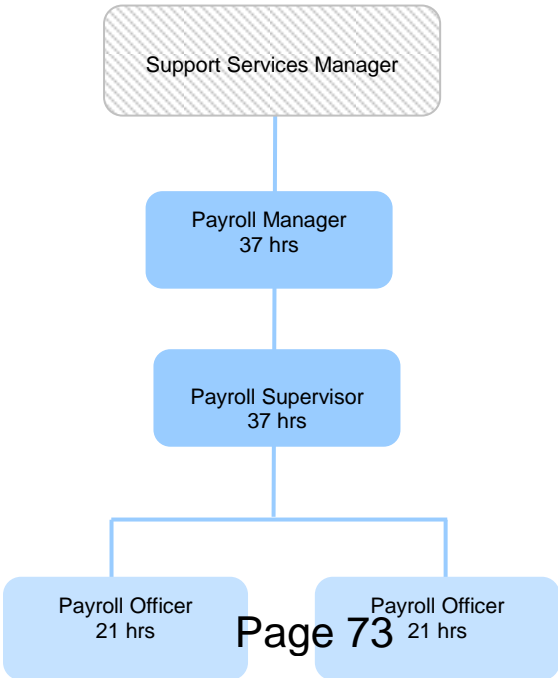 Support Services Manager
Payroll Manager
37 hrs
Payroll Supervisor
37 hrs
Payroll Officer
21 hrs
Payroll Officer
21 hrs
Page 73